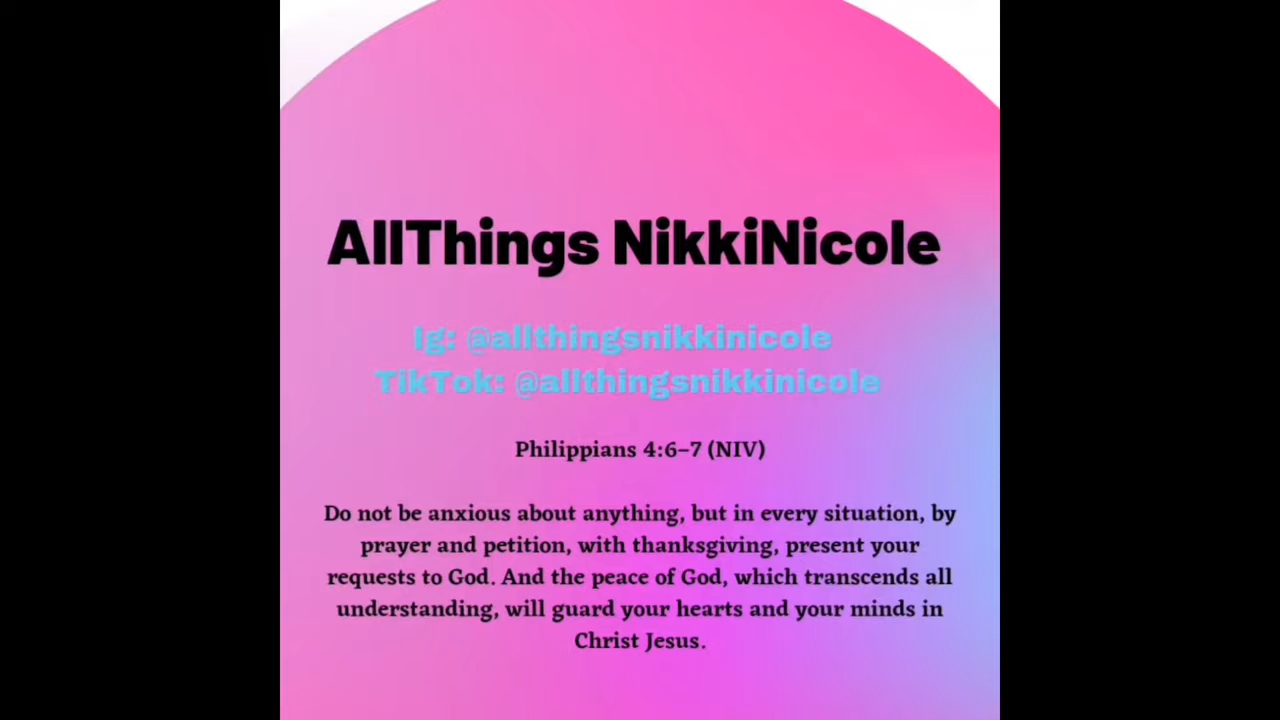 AllThings NikkiNicole
Ig: @allthingsnikkinicole
TikTok: @allthingsnikkinicole
Philippians 4:6–7 (NIV)
Do not be anxious about anything, but in every situation, by
prayer and petition, with thanksgiving, present your
requests to God. And the peace of God, which transcends all
understanding, will guard your hearts and your minds in
Christ Jesus.